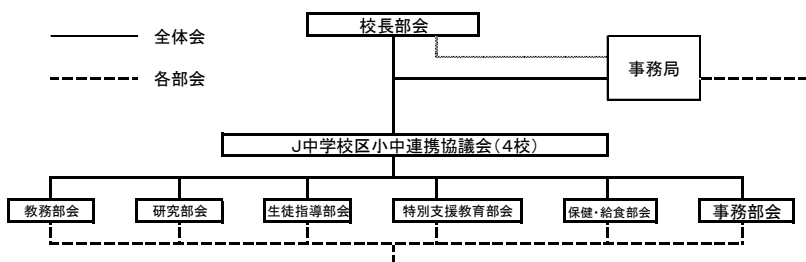 校長部会
全体会
事務局
各部会
J中学校区小中連携協議会（4校）
教務部会
研究部会
生徒指導部会
特別支援教育部会
保健・給食部会
事務部会